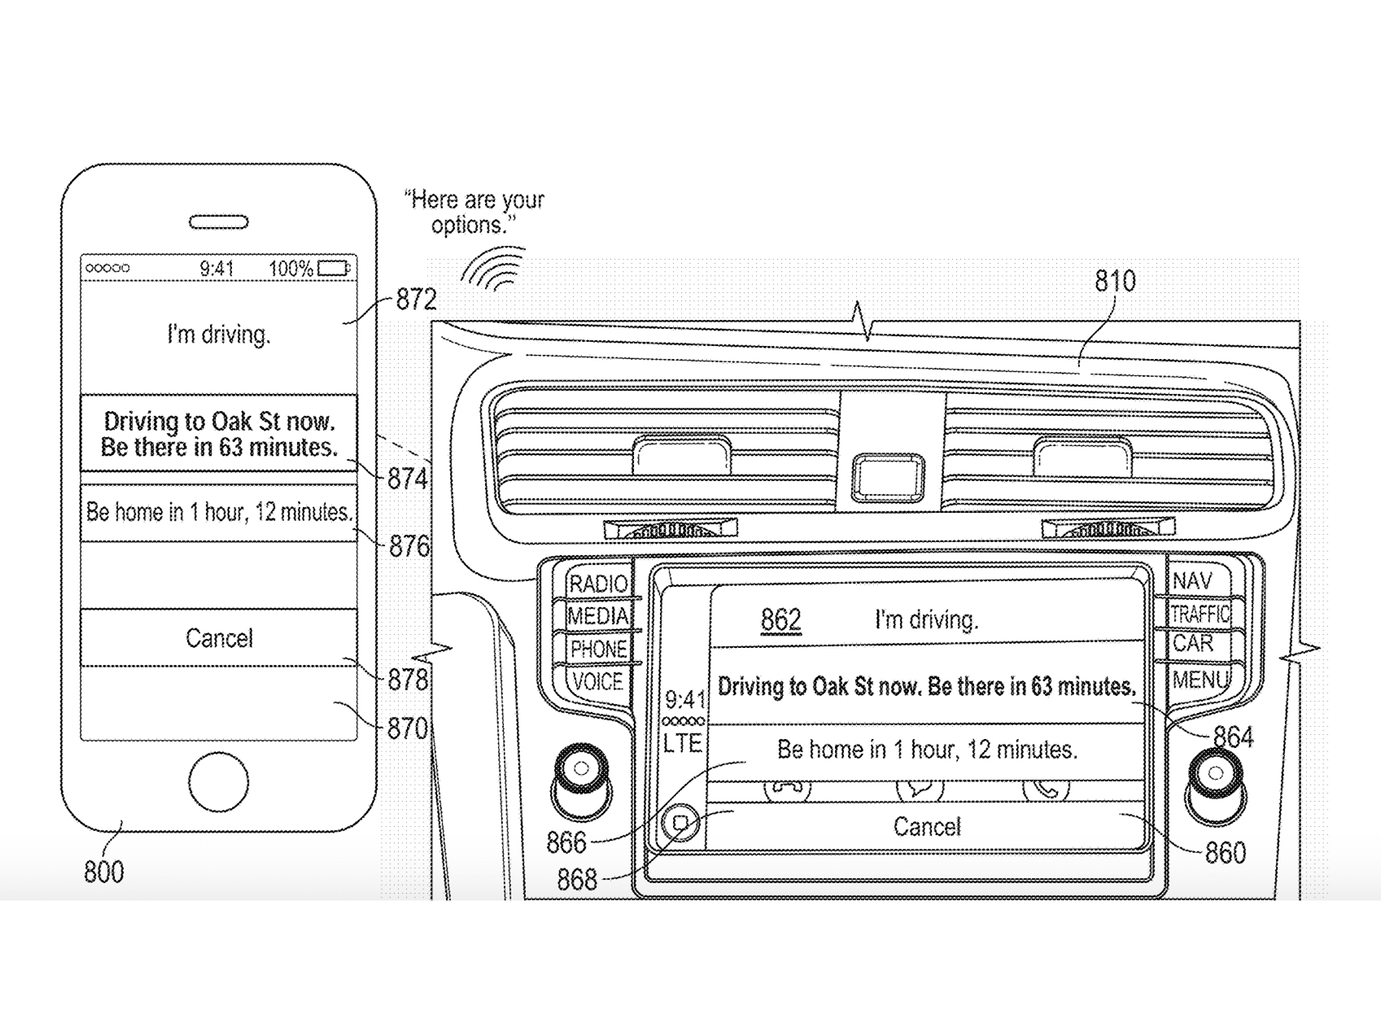 "Here are your
options."
9:41 100%
872
I'm driving.
Driving to Oak St now.
Be there in 63 minutes.
874
Be home in 1 hour, 12 minutes.
876
Cancel
878
870
800
810
RADIO
MEDIA
PHONE
VOICE
NAV
TRAFFIC
CAR
MENU
862 I'm driving.
Driving to Oak St now. Be there in 63 minutes.
9:41
LTE
864
Be home in 1 hour, 12 minutes.
Cancel
866
868
860